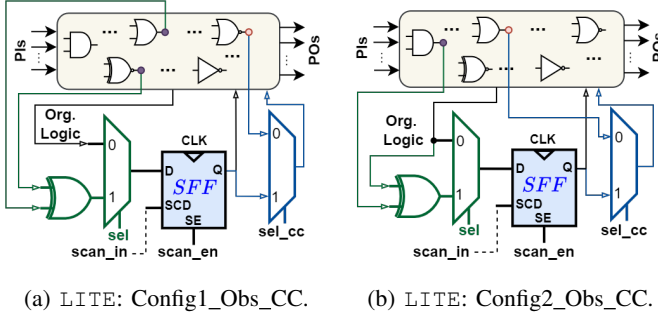 PIs
POs
Org.
Logic
0
1
sel
CLK
D
Q
SFF
SCD
SE
scan_in
scan_en
0
1
sel_cc
(a) LITE: Config1_Obs_CC.
PIs
POs
Org.
Logic
0
1
sel
CLK
D
Q
SFF
SCD
SE
scan_in
scan_en
0
1
sel_cc
(b) LITE: Config2_Obs_CC.